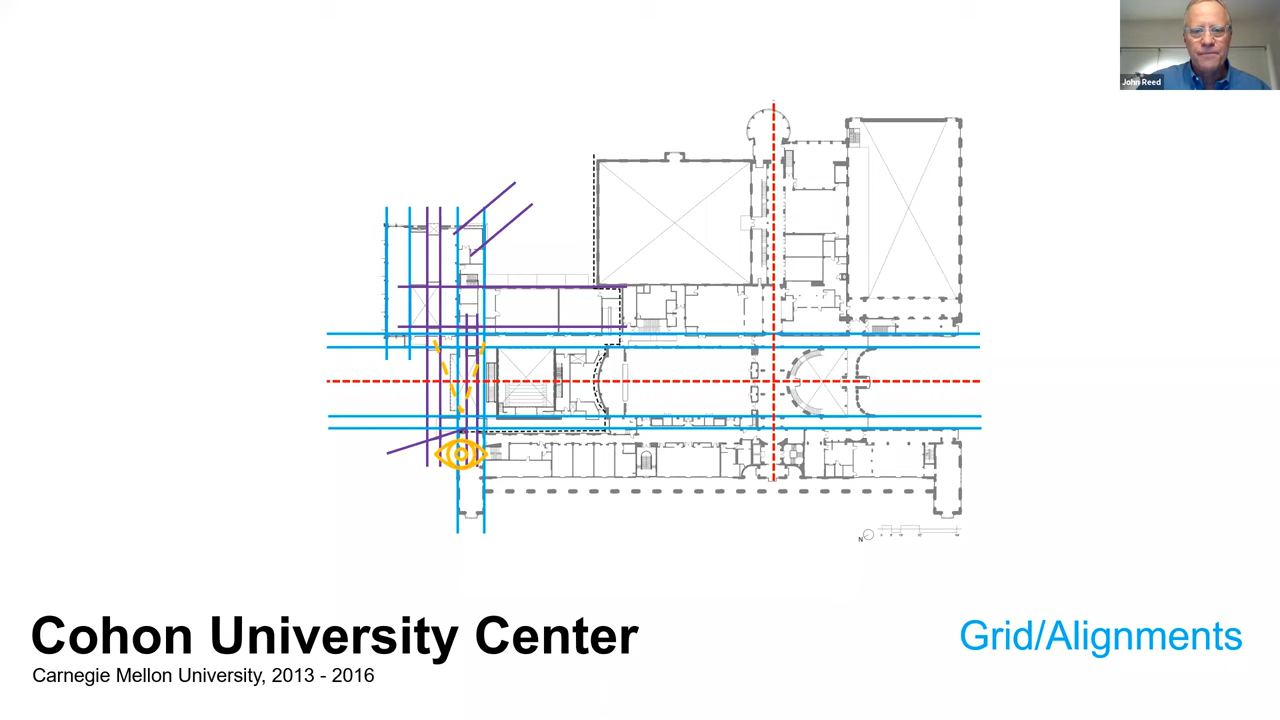 John Reed
N
Cohon University Center
Grid/Alignments
Carnegie Mellon University, 2013 - 2016